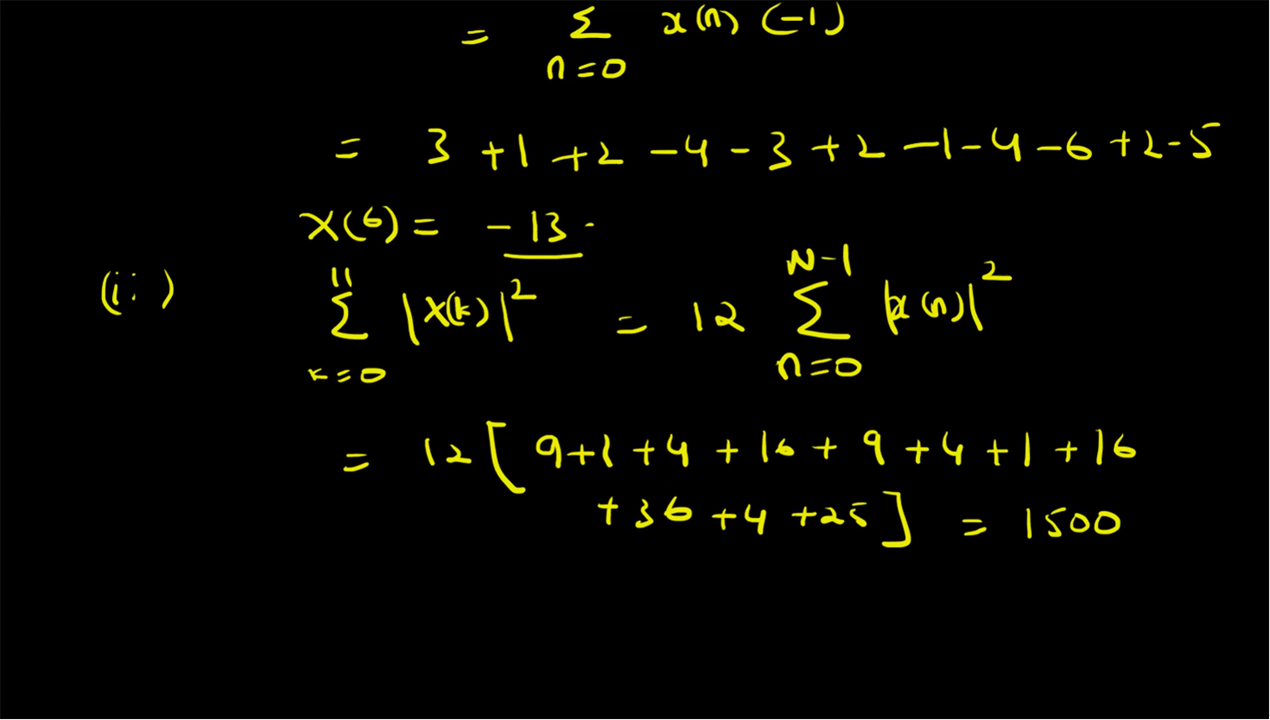 = Σ x(n) (-1)
n=0
= 3 +1 +2 -4 -3 +2 -1 -4 -6 +2 -5
X(6) = -13.
(ii) 11 N-1
Σ |X(k)|² = 12 Σ |x(n)|²
k=0 n=0
= 12 [ 9+1+4+16+9+4+1+16
+36+4+25] = 1500